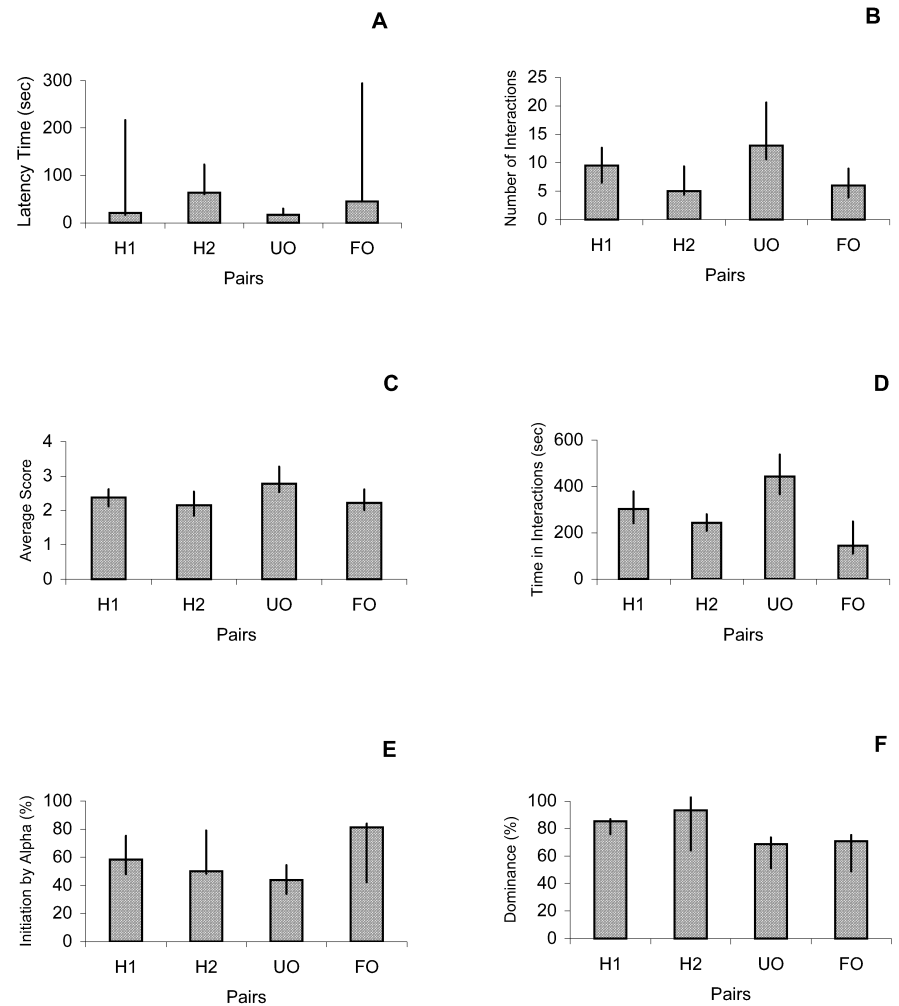 A
Latency Time (sec)
300
200
100
0
H1 H2 UO FO
Pairs
B
Number of Interactions
25
20
15
10
5
0
H1 H2 UO FO
Pairs
C
Average Score
4
3
2
1
0
H1 H2 UO FO
Pairs
D
Time in Interactions (sec)
600
400
200
0
H1 H2 UO FO
Pairs
E
Initiation by Alpha (%)
100
80
60
40
20
0
H1 H2 UO FO
Pairs
F
Dominance (%)
100
80
60
40
20
0
H1 H2 UO FO
Pairs